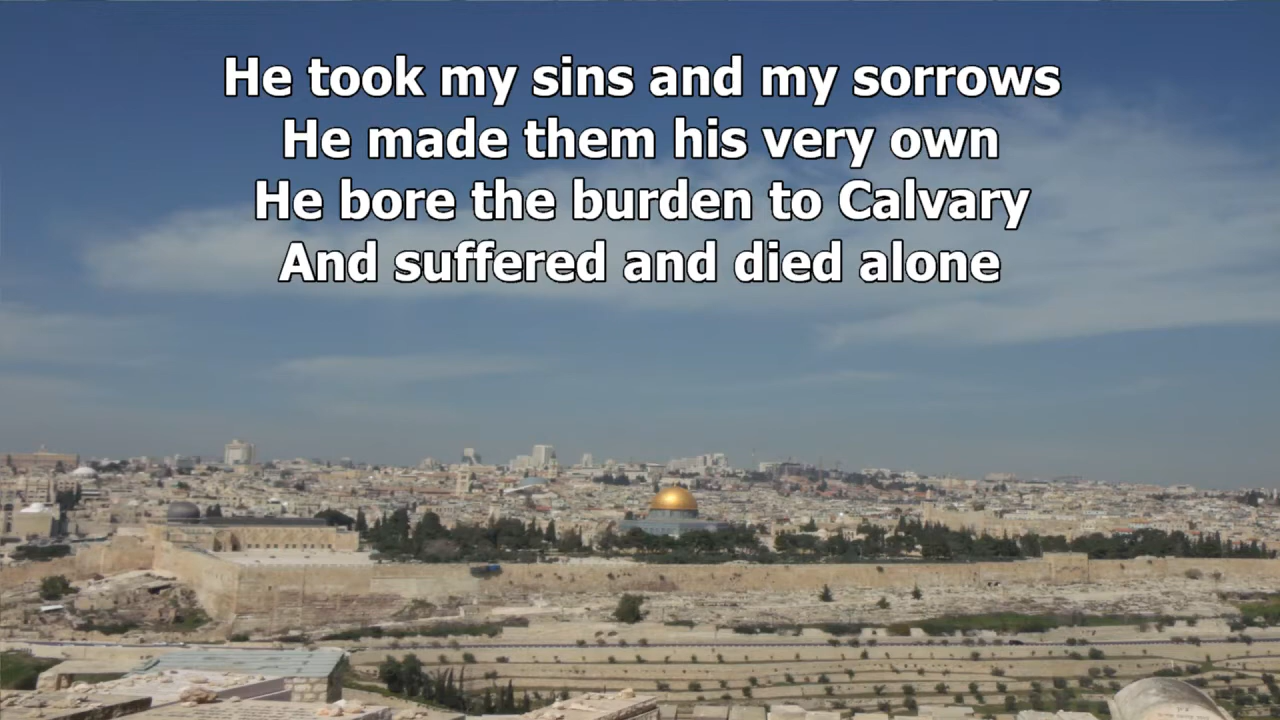 He took my sins and my sorrows
He made them his very own
He bore the burden to Calvary
And suffered and died alone